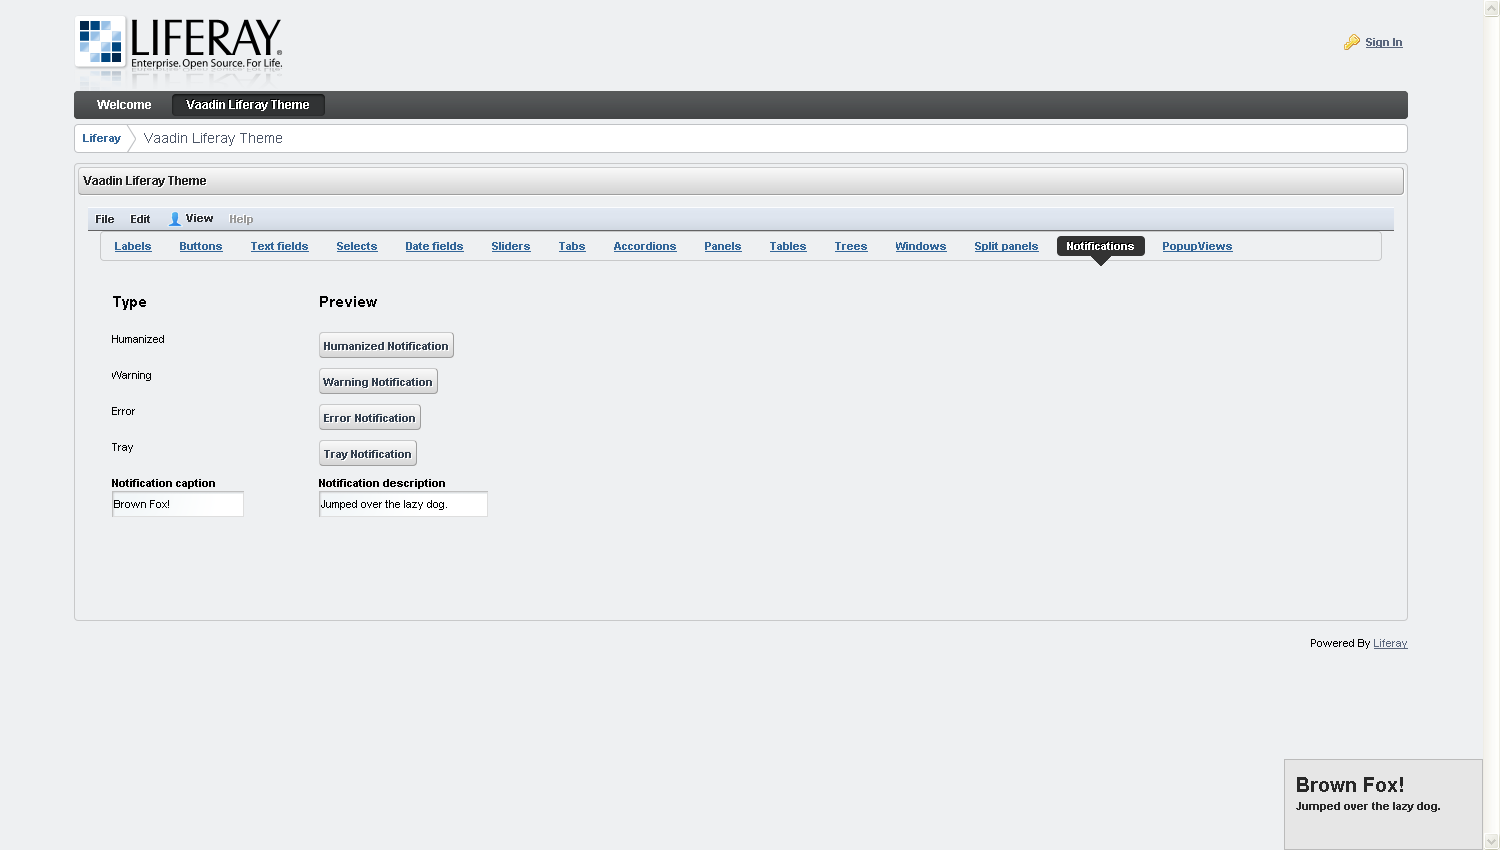 LIFERAY.
Enterprise. Open Source. For Life.
Sign In
Welcome Vaadin Liferay Theme
Liferay Vaadin Liferay Theme
Vaadin Liferay Theme
File Edit View Help
Labels Buttons Text fields Selects Date fields Sliders Tabs Accordions Panels Tables Trees Windows Split panels Notifications PopupViews
Type Preview
Humanized Humanized Notification
Warning Warning Notification
Error Error Notification
Tray Tray Notification
Notification caption Notification description
Brown Fox! Jumped over the lazy dog.
Powered By Liferay
Brown Fox!
Jumped over the lazy dog.